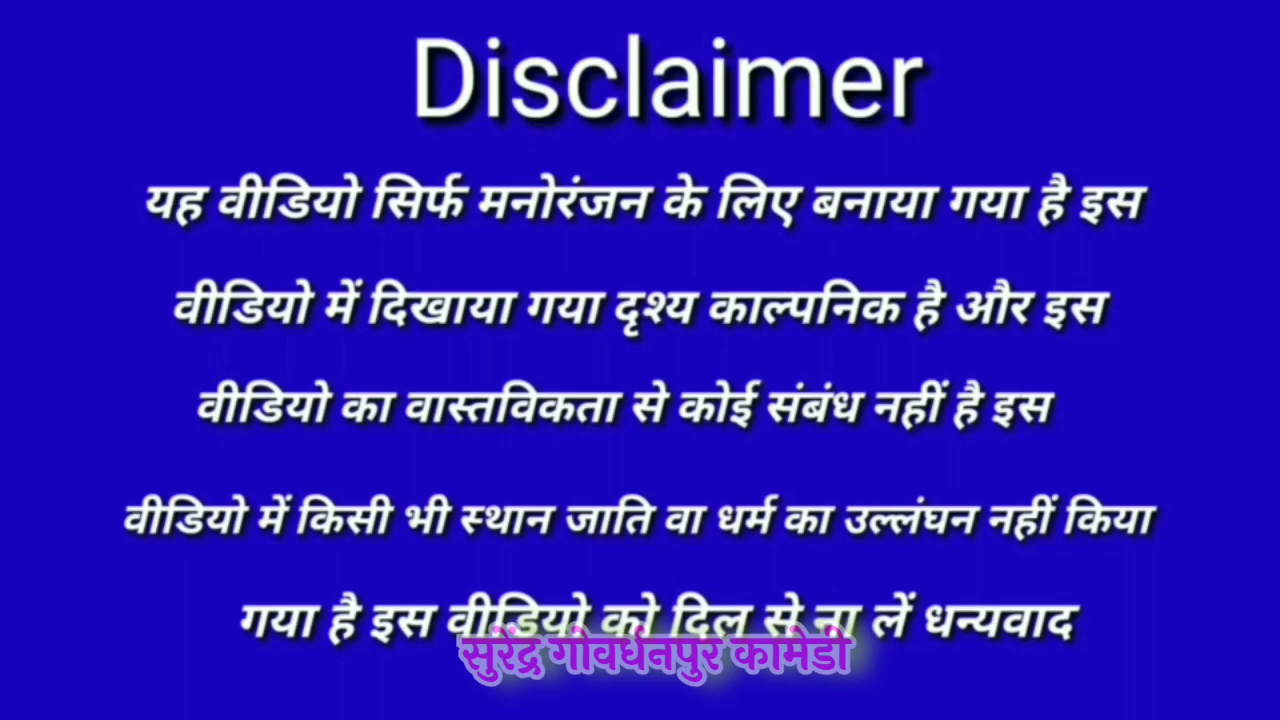 Disclaimer
यह वीडियो सिर्फ मनोरंजन के लिए बनाया गया है इस
वीडियो में दिखाया गया दृश्य काल्पनिक है और इस
वीडियो का वास्तविकता से कोई संबंध नहीं है इस
वीडियो में किसी भी स्थान जाति वा धर्म का उल्लंघन नहीं किया
गया है इस वीडियो को दिल से ना लें धन्यवाद
सुरेंद्र गोवर्धनपुर कामेडी